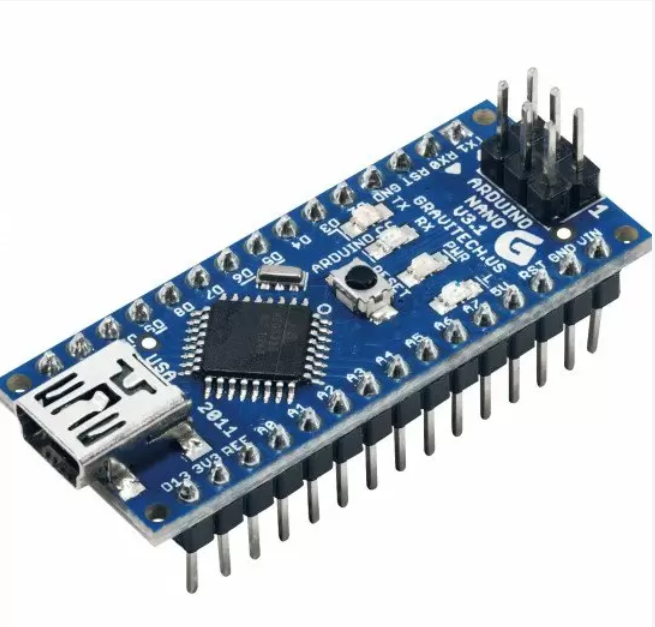 TX1
RX0
RST
GND
D3
D4
D5
D6
D7
D8
D9
ARDUINO
NANO
V3.1
GRAVITECH.US
G
1
TX
RX
PWR
L
ARDUINO.CC
RESET
USA
2011
D13
3V3
REF
A0
A1
A2
A3
A4
A5
A6
A7
5V
RST
GND
VIN